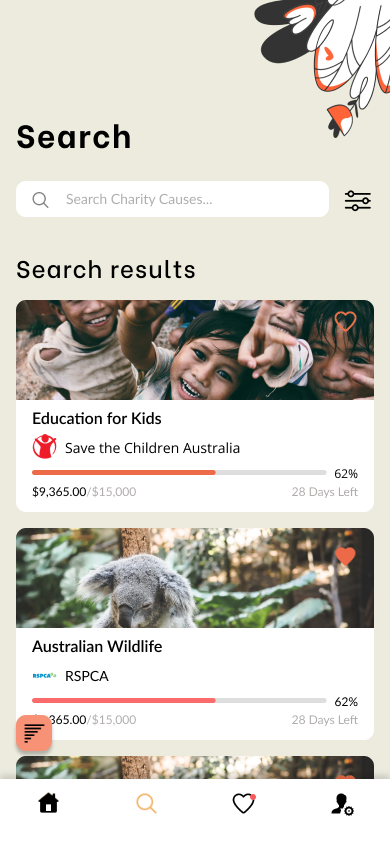 Search
Search Charity Causes...
Search results
Education for Kids
Save the Children Australia
62%
$9,365.00/$15,000
28 Days Left
Australian Wildlife
RSPCA RSPCA
62%
365.00/$15,000
28 Days Left